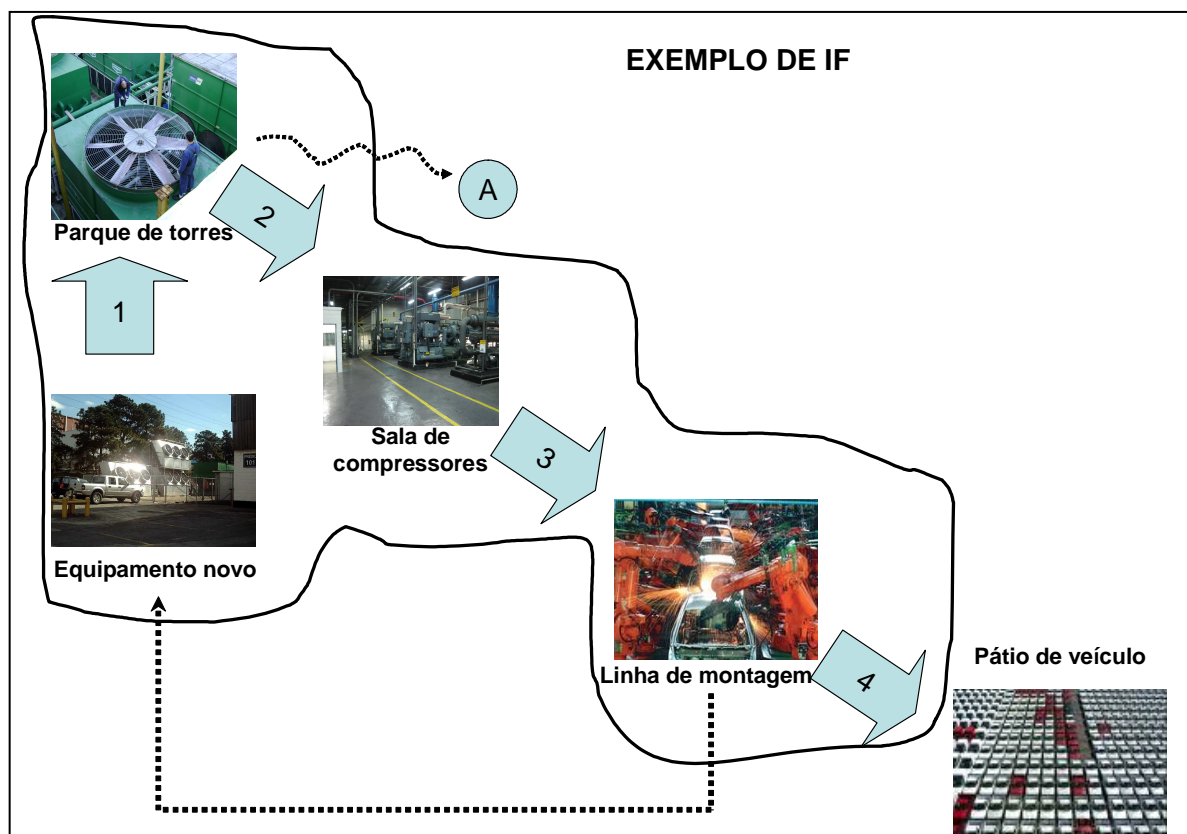 EXEMPLO DE IF
A
2
Parque de torres
1
Sala de
compressores
3
Equipamento novo
Linha de montagem
4
Pátio de veículo